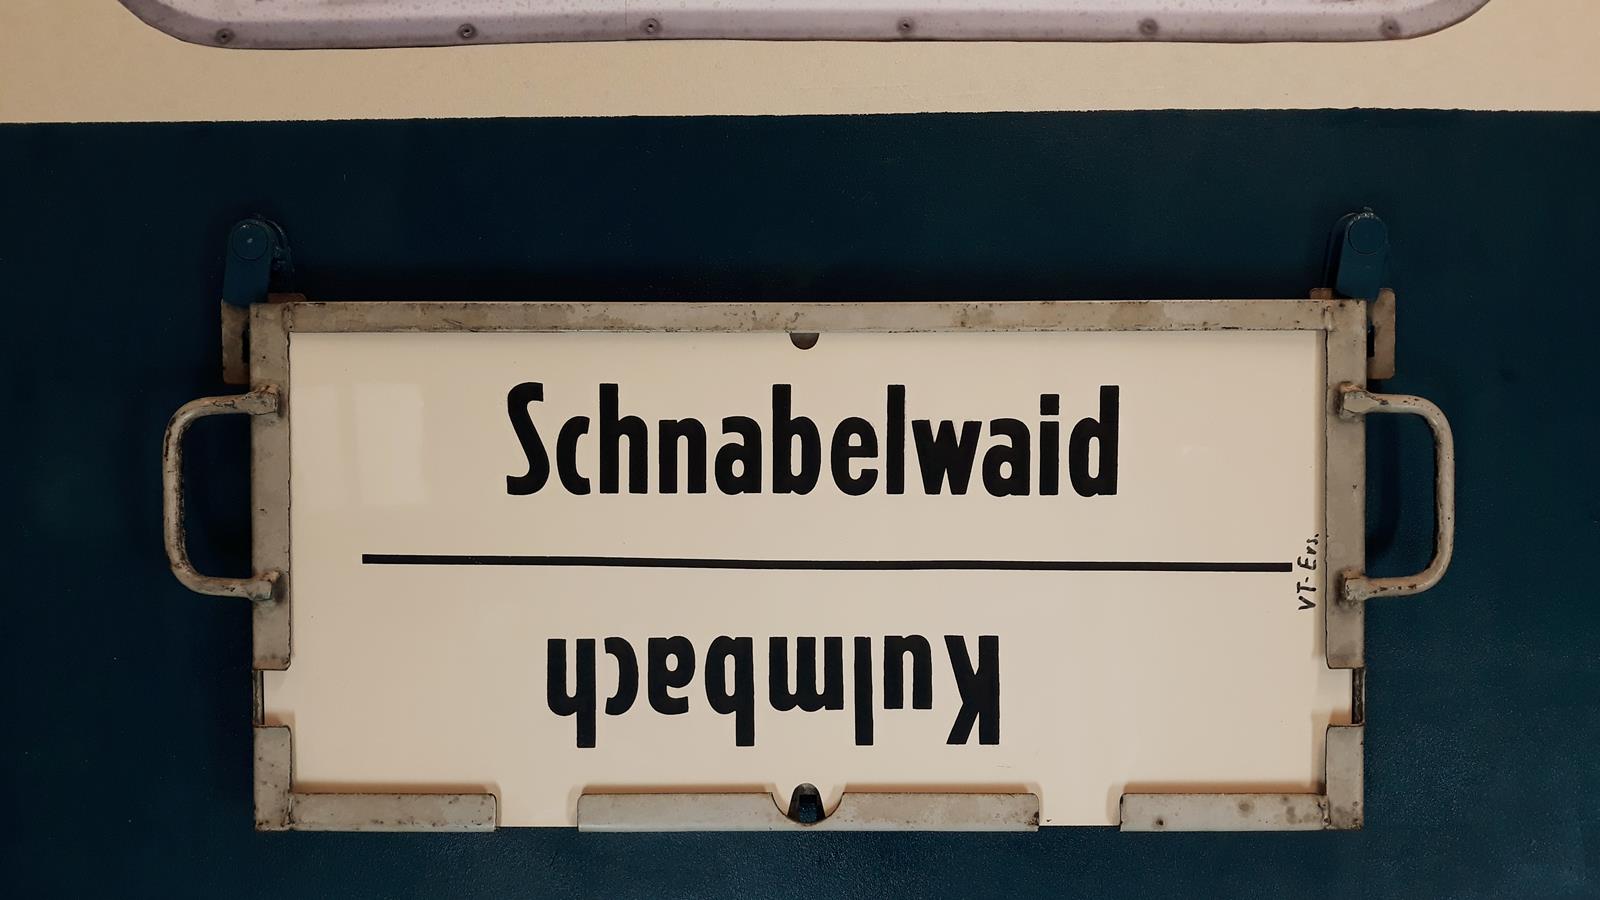 Schnabelwaid
VT-Ers.
Kulmbach